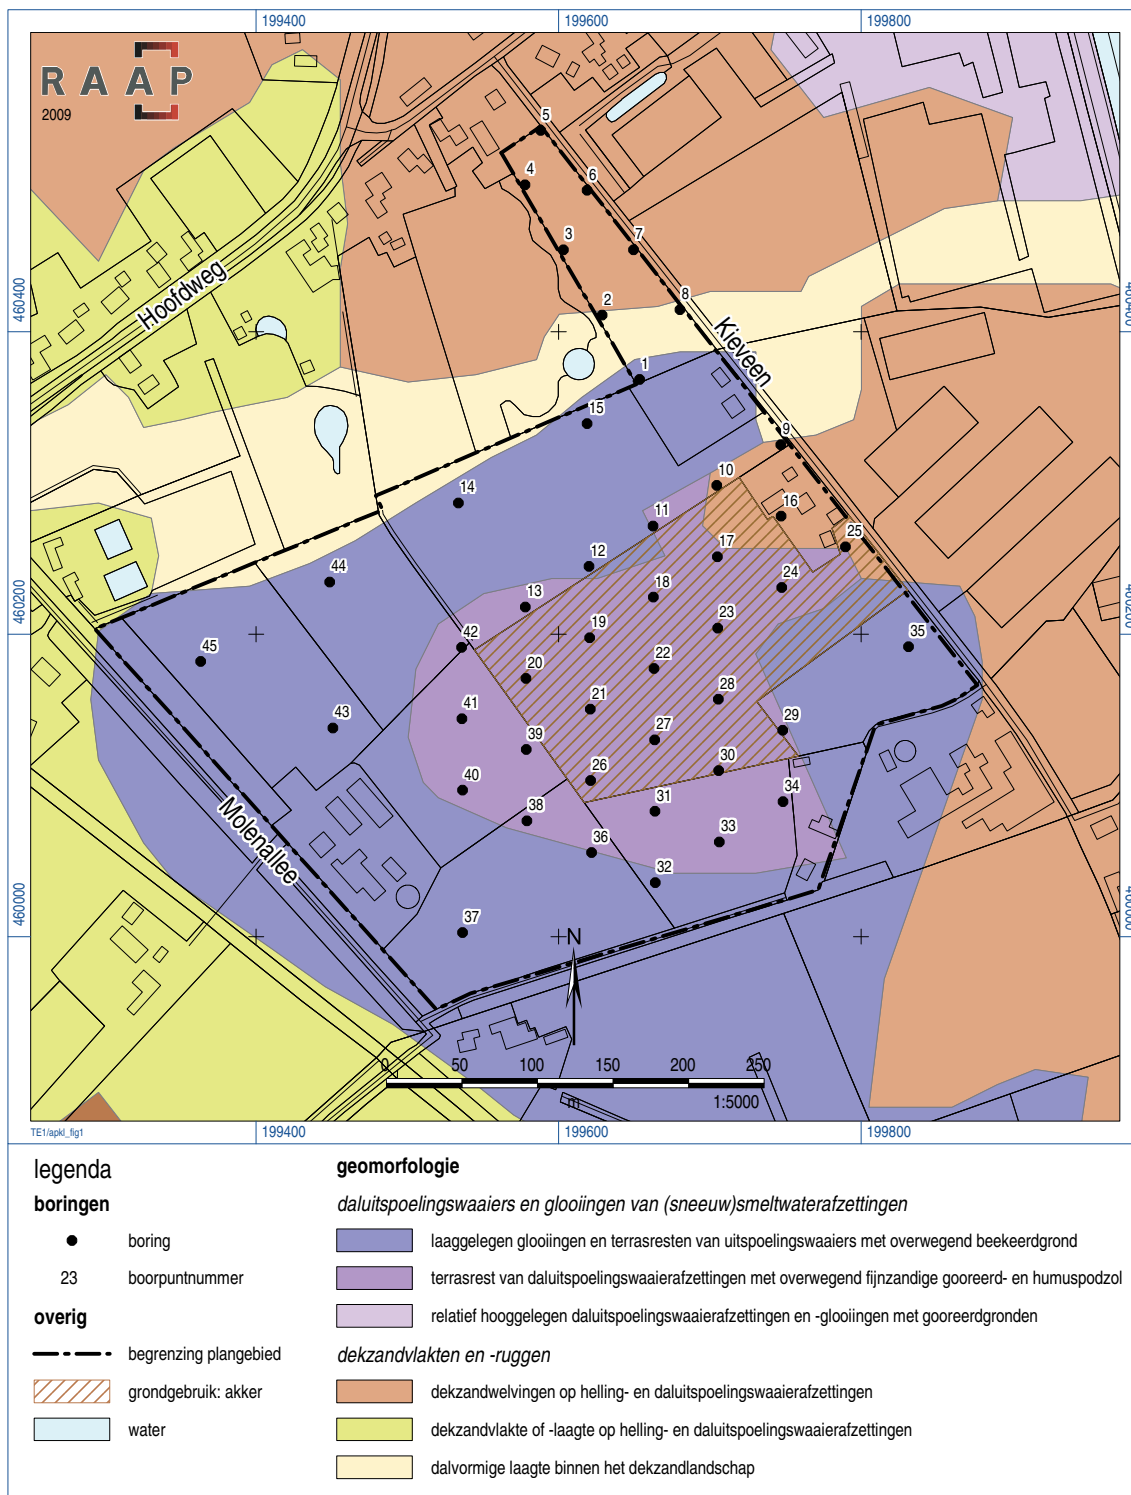 199400 199600 199800
RAAP
2009
5
4
6
3
7
2
8
Hoofdweg
460400
460400
Kieveen
1
15
9
14
10
16
11
17
25
12
44
18
24
13
460200
460200
23
19
42
35
45
22
20
28
21
41
43
29
27
39
30
26
40
34
31
38
Molenallee
33
36
32
460000
460000
37
N
0 50 100 150 200 250
m 1:5000
TE1/apkl_fig1
199400 199600 199800
legenda
boringen
boring
23 boorpuntnummer
overig
begrenzing plangebied
grondgebruik: akker
water
geomorfologie
daluitspoelingswaaiers en glooiingen van (sneeuw)smeltwaterafzettingen
laaggelegen glooiingen en terrasresten van uitspoelingswaaiers met overwegend beekeerdgrond
terrasrest van daluitspoelingswaaierafzettingen met overwegend fijnzandige gooreerd- en humuspodzol
relatief hooggelegen daluitspoelingswaaierafzettingen en -glooiingen met gooreerdgronden
dekzandvlakten en -ruggen
dekzandwelvingen op helling- en daluitspoelingswaaierafzettingen
dekzandvlakte of -laagte op helling- en daluitspoelingswaaierafzettingen
dalvormige laagte binnen het dekzandlandschap